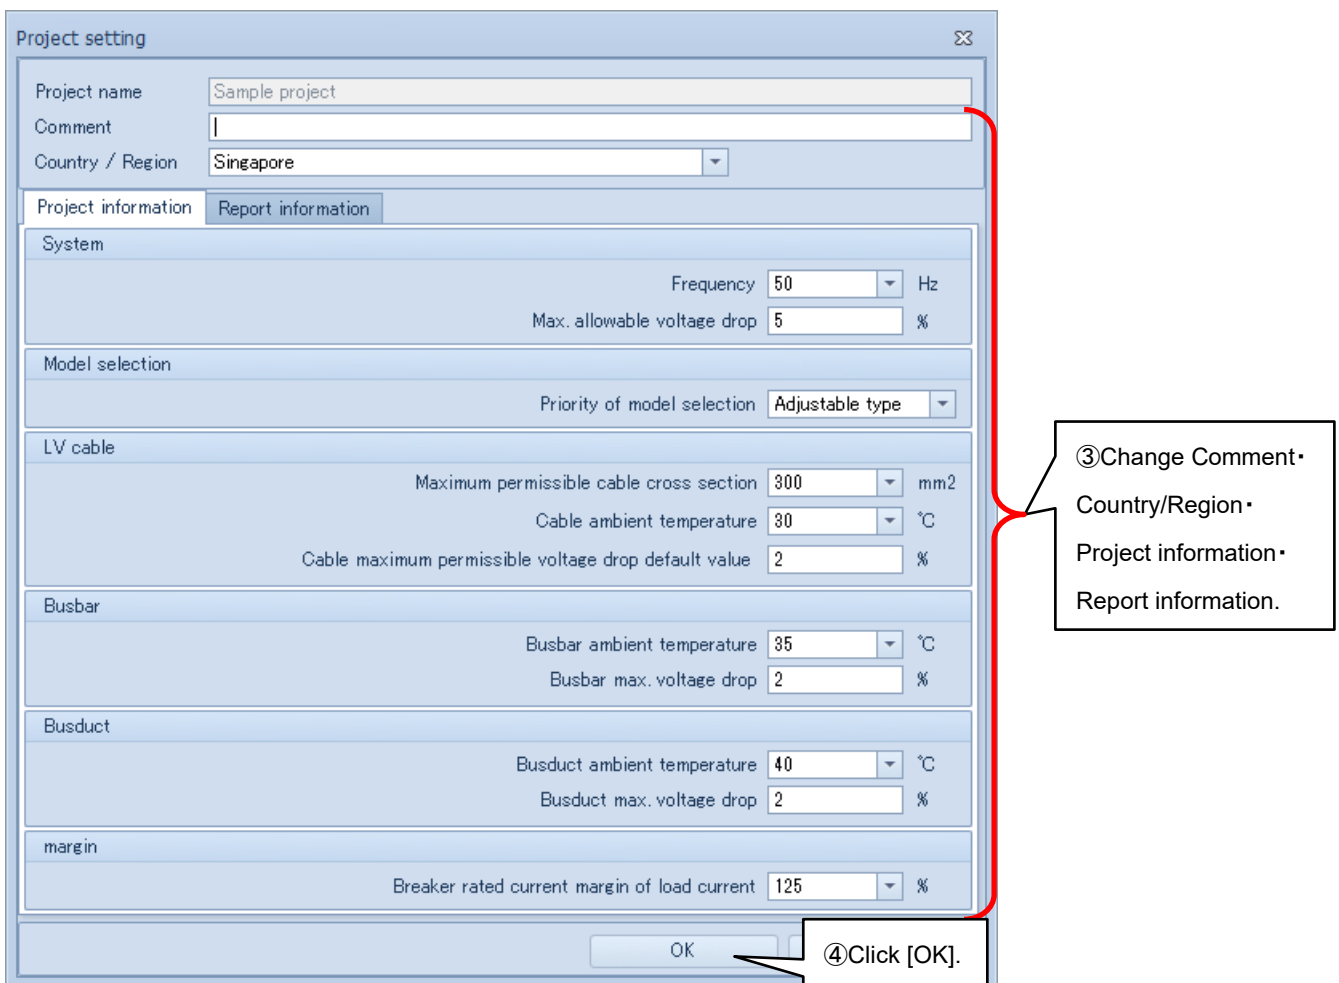 Project setting
Project name Sample project
Comment
Country / Region Singapore
Project information Report information
System
Frequency 50 Hz
Max. allowable voltage drop 5 %
Model selection
Priority of model selection Adjustable type
LV cable
Maximum permissible cable cross section 300 mm2
Cable ambient temperature 30 ℃
Cable maximum permissible voltage drop default value 2 %
Busbar
Busbar ambient temperature 35 ℃
Busbar max. voltage drop 2 %
Busduct
Busduct ambient temperature 40 ℃
Busduct max. voltage drop 2 %
margin
Breaker rated current margin of load current 125 %
OK
③Change Comment・
Country/Region・
Project information・
Report information.
④Click [OK].